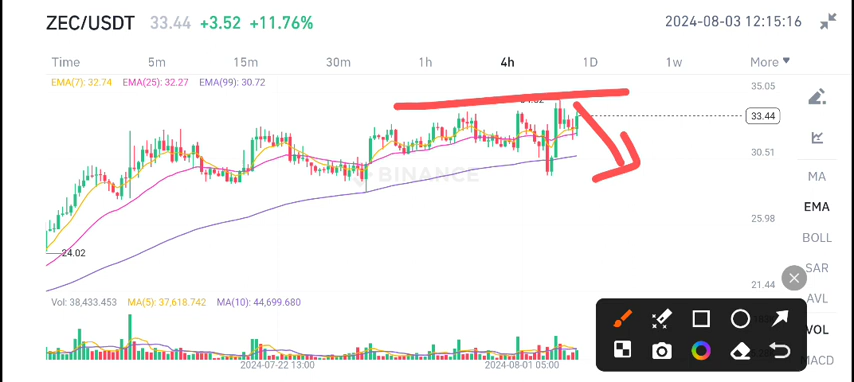 ZEC/USDT 33.44 +3.52 +11.76% 2024-08-03 12:15:16
Time 5m 15m 30m 1h 4h 1D 1w More
EMA(7): 32.74 EMA(25): 32.27 EMA(99): 30.72
35.05
33.44
30.51
25.98
21.44
24.02
BINANCE
MA
EMA
BOLL
SAR
AVL
VOL
MACD
Vol: 38,433.453 MA(5): 37,618.742 MA(10): 44,699.680
2024-07-22 13:00 2024-08-01 05:00